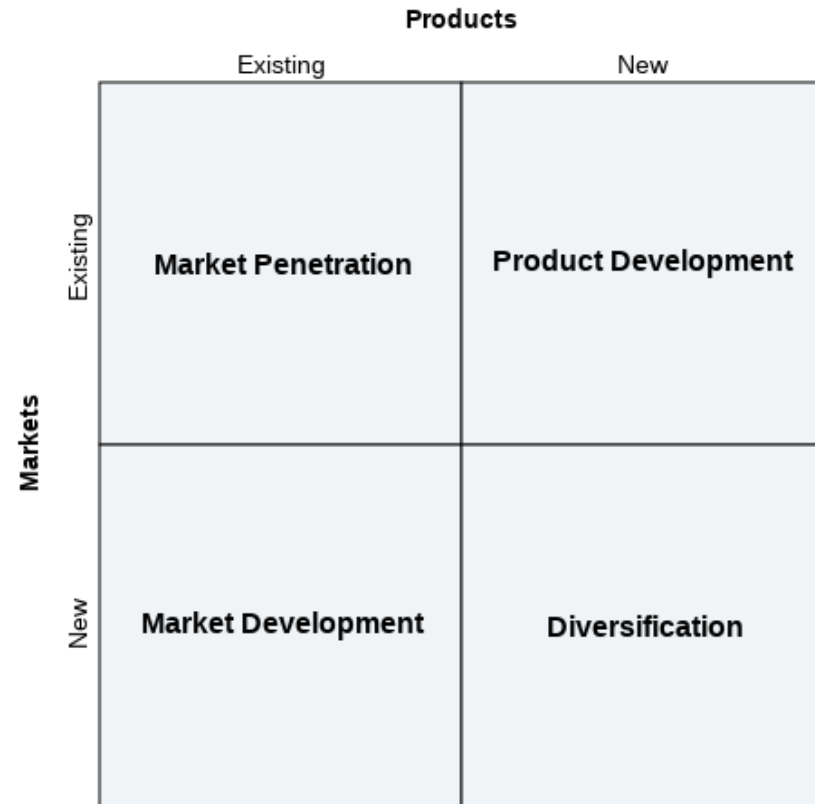 Products
Existing
New
Existing
Market Penetration
Product Development
Markets
New
Market Development
Diversification